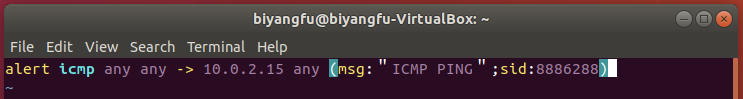 biyangfu@biyangfu-VirtualBox: ~
File Edit View Search Terminal Help
alert icmp any any -> 10.0.2.15 any (msg:"ICMP PING";sid:8886288)
~